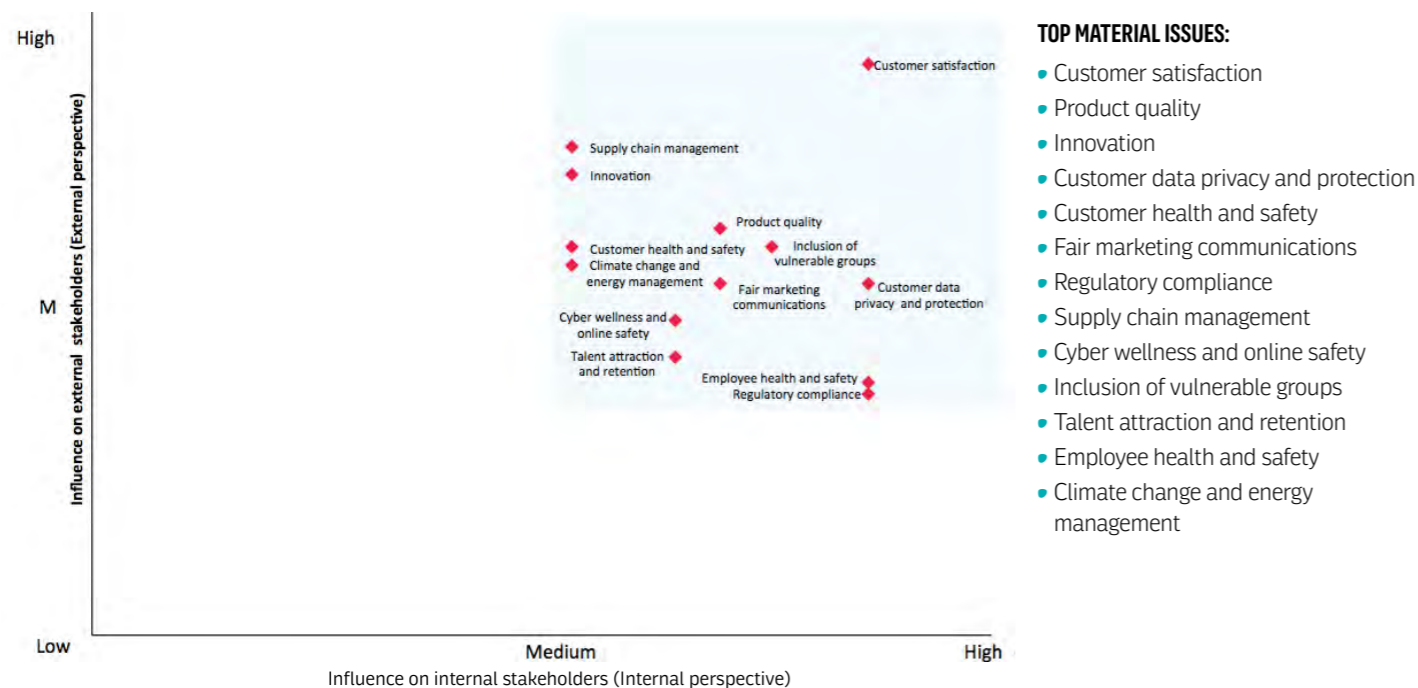 High
Influence on external stakeholders (External perspective)
M
Low
Customer satisfaction
Supply chain management
Innovation
Product quality
Customer health and safety
Inclusion of
vulnerable groups
Climate change and
energy management
Fair marketing
communications
Customer data
privacy and protection
Cyber wellness and
online safety
Talent attraction
and retention
Employee health and safety
Regulatory compliance
Medium
High
Influence on internal stakeholders (Internal perspective)
TOP MATERIAL ISSUES:
• Customer satisfaction
• Product quality
• Innovation
• Customer data privacy and protection
• Customer health and safety
• Fair marketing communications
• Regulatory compliance
• Supply chain management
• Cyber wellness and online safety
• Inclusion of vulnerable groups
• Talent attraction and retention
• Employee health and safety
• Climate change and energy
management